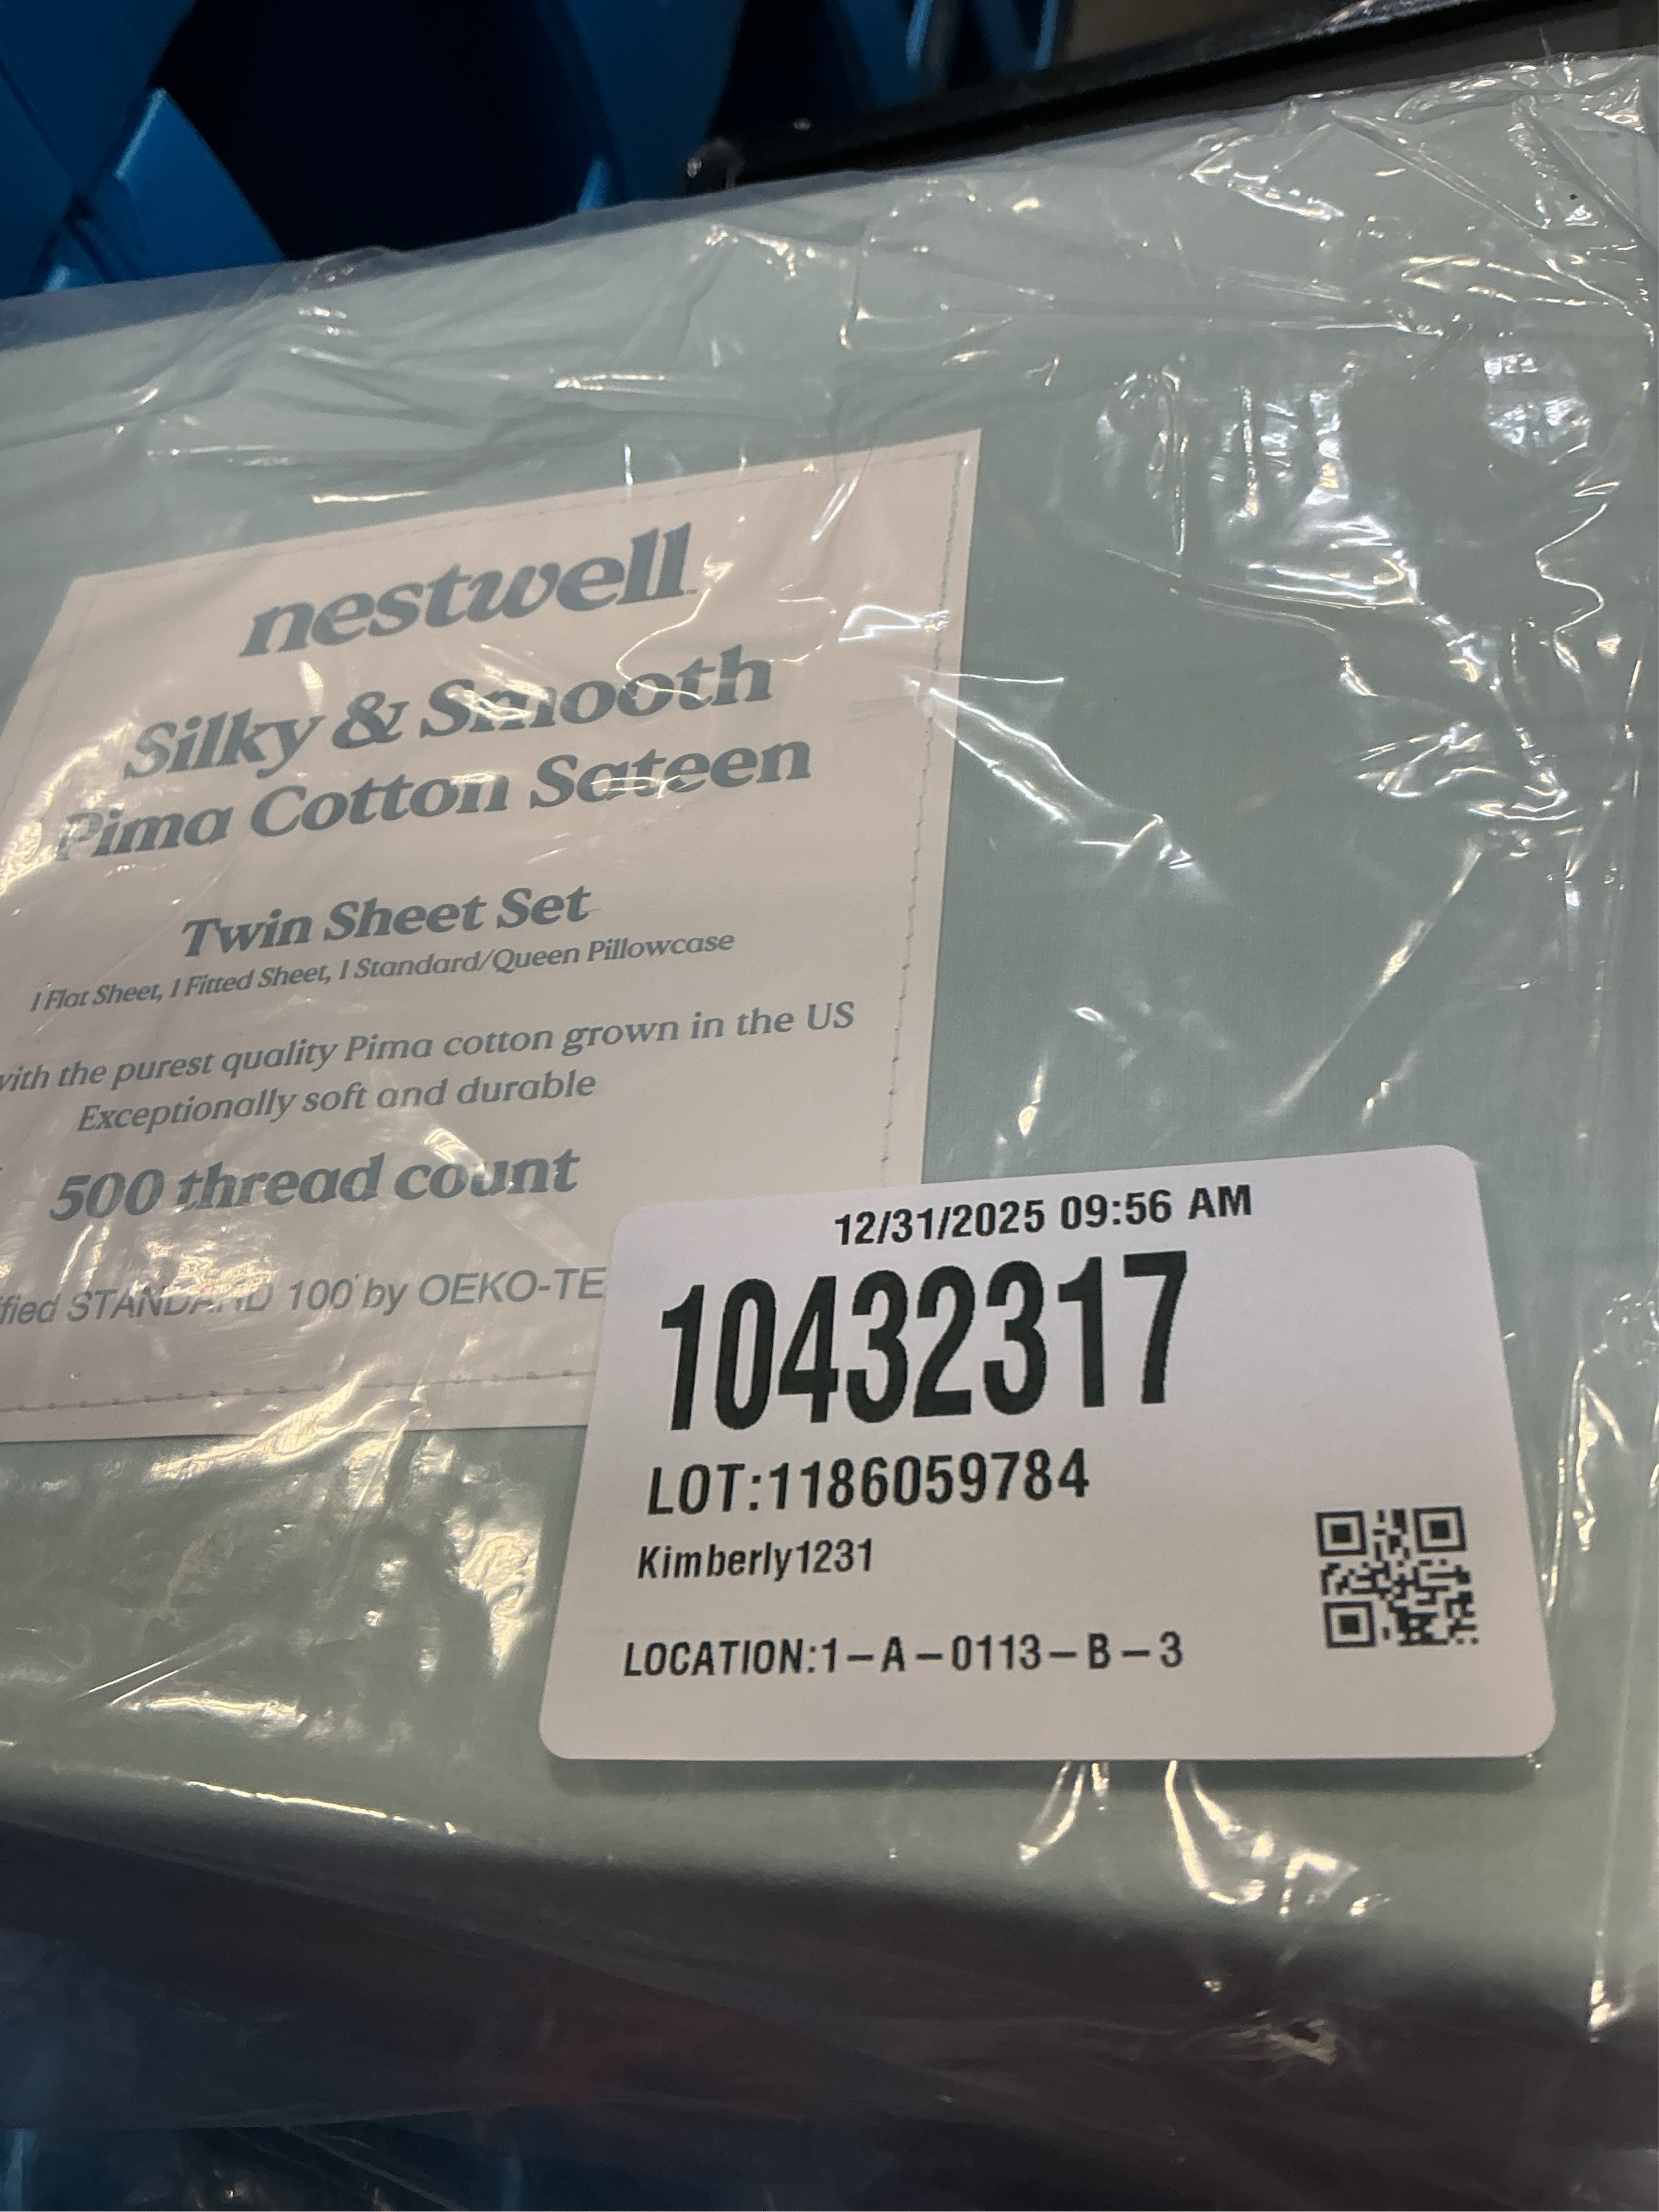 nestwell
Silky & Smooth
Pima Cotton Sateen
Twin Sheet Set
1 Flat Sheet, 1 Fitted Sheet, 1 Standard/Queen Pillowcase
with the purest quality Pima cotton grown in the US
Exceptionally soft and durable
500 thread count
STANDARD 100 by OEKO-TE
12/31/2025 09:56 AM
10432317
LOT:1186059784
Kimberly1231
LOCATION:1-A-0113-B-3